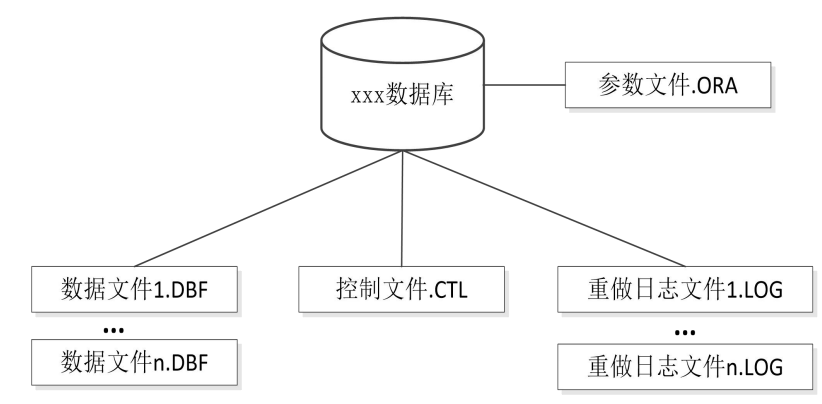 xxx数据库
参数文件.ORA
数据文件1.DBF
...
数据文件n.DBF
控制文件.CTL
重做日志文件1.LOG
...
重做日志文件n.LOG